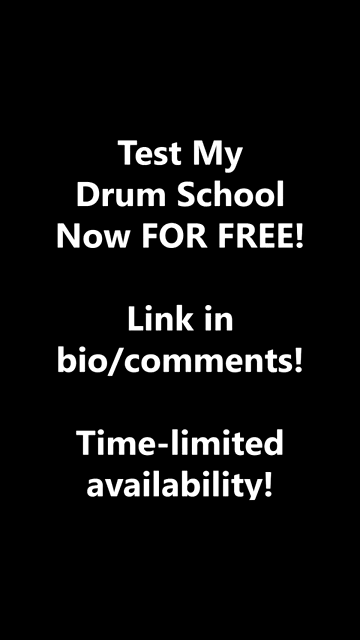 Test My
Drum School
Now FOR FREE!
Link in
bio/comments!
Time-limited
availability!